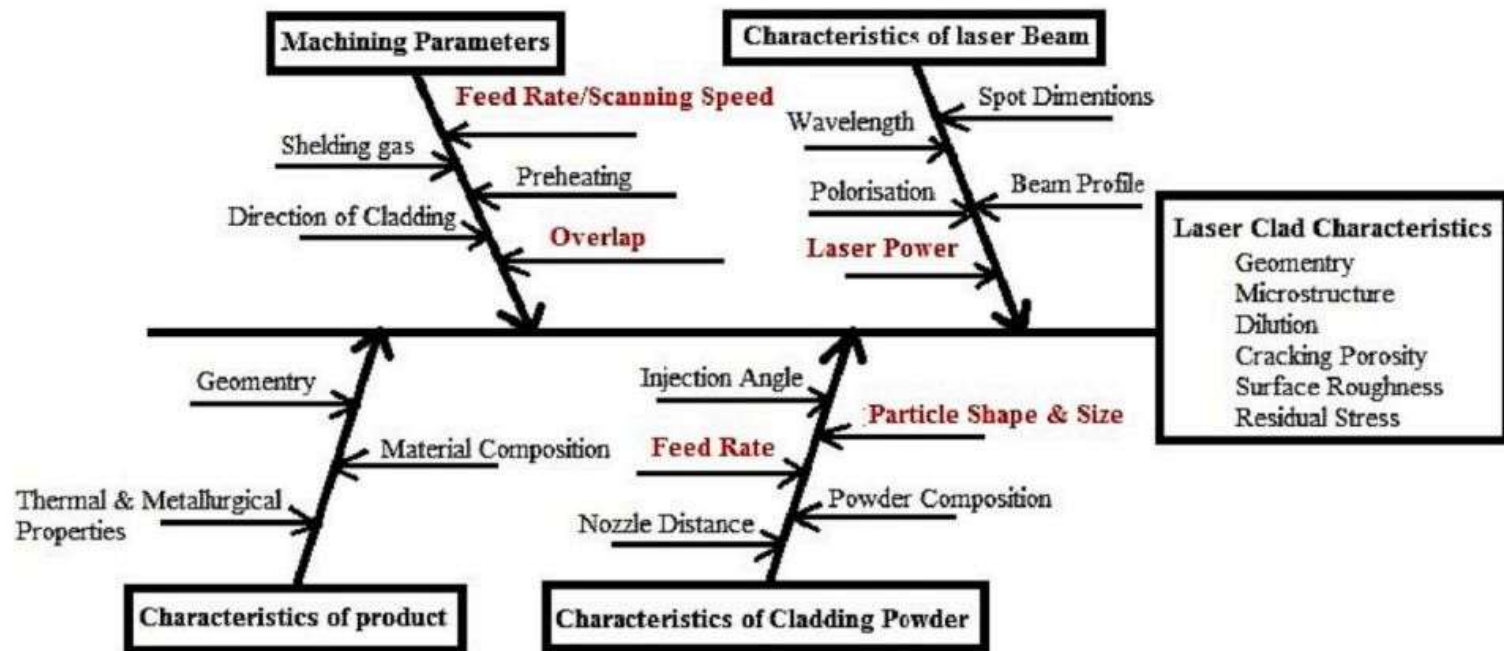 Machining Parameters
Characteristics of laser Beam
Feed Rate/Scanning Speed
Spot Dimentions
Wavelength
Shelding gas
Preheating
Polorisation
Beam Profile
Direction of Cladding
Overlap
Laser Power
Laser Clad Characteristics
Geomentry
Microstructure
Dilution
Cracking Porosity
Surface Roughness
Residual Stress
Geomentry
Injection Angle
Particle Shape & Size
Material Composition
Feed Rate
Thermal & Metallurgical
Properties
Powder Composition
Nozzle Distance
Characteristics of product
Characteristics of Cladding Powder